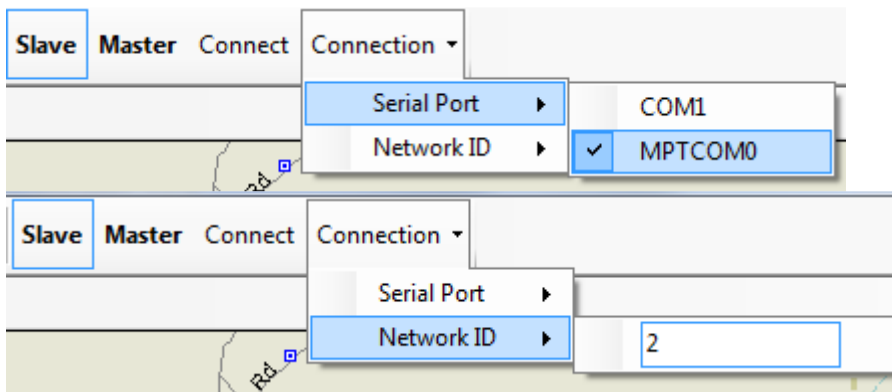 Slave Master Connect Connection
Serial Port COM1
Network ID MPTCOM0
Rd
Slave Master Connect Connection
Serial Port
Network ID 2
Rd